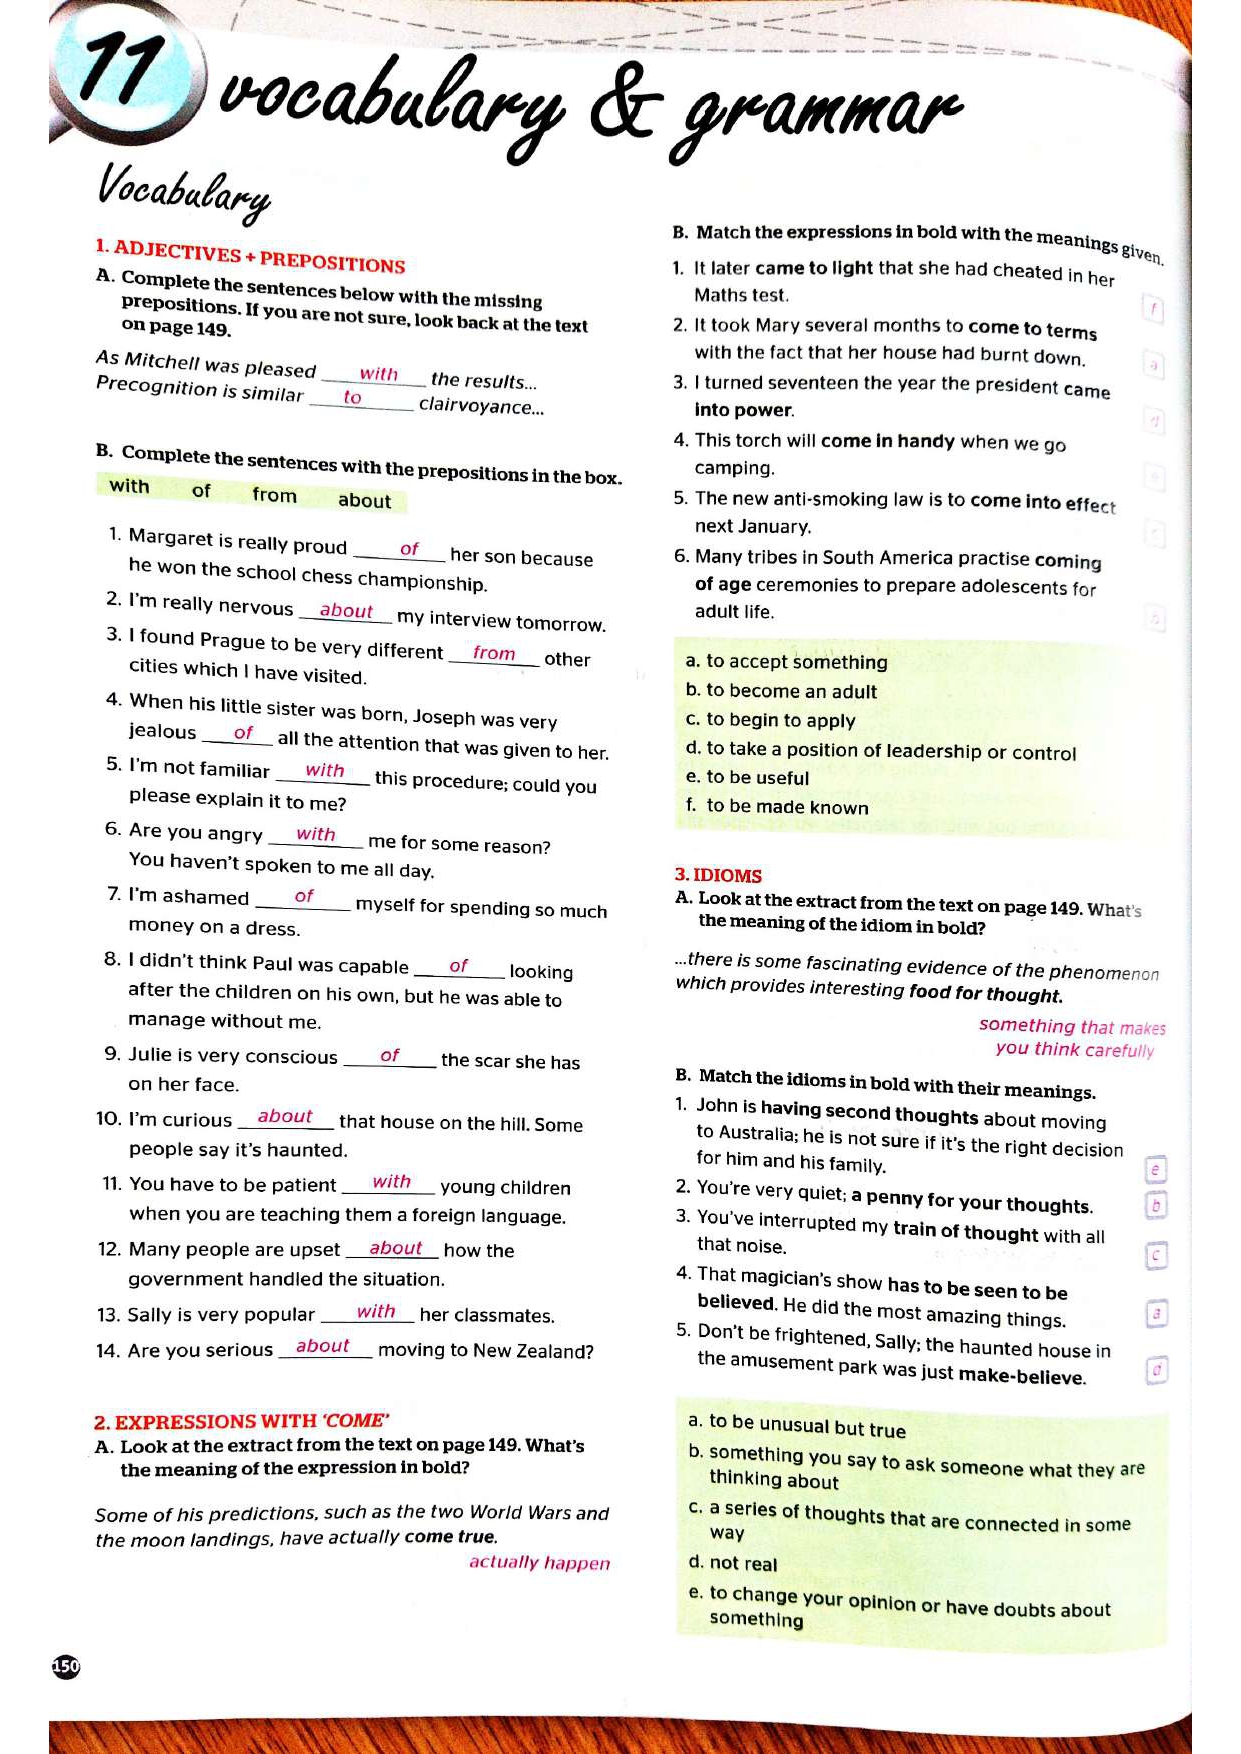 11 vocabulary & grammar
Vocabulary
1. ADJECTIVES + PREPOSITIONS
A. Complete the sentences below with the missing
prepositions. If you are not sure, look back at the text
on page 149.
As Mitchell was pleased with the results...
Precognition is similar to clairvoyance...
B. Complete the sentences with the prepositions in the box.
with of from about
1. Margaret is really proud of her son because
he won the school chess championship.
2. I'm really nervous about my interview tomorrow.
3. I found Prague to be very different from other
cities which I have visited.
4. When his little sister was born, Joseph was very
jealous of all the attention that was given to her.
5. I'm not familiar with this procedure; could you
please explain it to me?
6. Are you angry with me for some reason?
You haven't spoken to me all day.
7. I'm ashamed of myself for spending so much
money on a dress.
8. I didn't think Paul was capable of looking
after the children on his own, but he was able to
manage without me.
9. Julie is very conscious of the scar she has
on her face.
10. I'm curious about that house on the hill. Some
people say it's haunted.
11. You have to be patient with young children
when you are teaching them a foreign language.
12. Many people are upset about how the
government handled the situation.
13. Sally is very popular with her classmates.
14. Are you serious about moving to New Zealand?
2. EXPRESSIONS WITH 'COME'
A. Look at the extract from the text on page 149. What's
the meaning of the expression in bold?
Some of his predictions, such as the two World Wars and
the moon landings, have actually come true.
actually happen
150
B. Match the expressions in bold with the meanings given.
1. It later came to light that she had cheated in her
Maths test.
f
2. It took Mary several months to come to terms
with the fact that her house had burnt down.
a
3. I turned seventeen the year the president came
into power.
d
4. This torch will come in handy when we go
camping.
e
5. The new anti-smoking law is to come into effect
next January.
c
6. Many tribes in South America practise coming
of age ceremonies to prepare adolescents for
adult life.
b
a. to accept something
b. to become an adult
c. to begin to apply
d. to take a position of leadership or control
e. to be useful
f. to be made known
3. IDIOMS
A. Look at the extract from the text on page 149. What's
the meaning of the idiom in bold?
...there is some fascinating evidence of the phenomenon
which provides interesting food for thought.
something that makes
you think carefully
B. Match the idioms in bold with their meanings.
1. John is having second thoughts about moving
to Australia; he is not sure if it's the right decision
for him and his family.
e
2. You're very quiet; a penny for your thoughts.
b
3. You've interrupted my train of thought with all
that noise.
c
4. That magician's show has to be seen to be
believed. He did the most amazing things.
a
5. Don't be frightened, Sally; the haunted house in
the amusement park was just make-believe.
d
a. to be unusual but true
b. something you say to ask someone what they are
thinking about
c. a series of thoughts that are connected in some
way
d. not real
e. to change your opinion or have doubts about
something